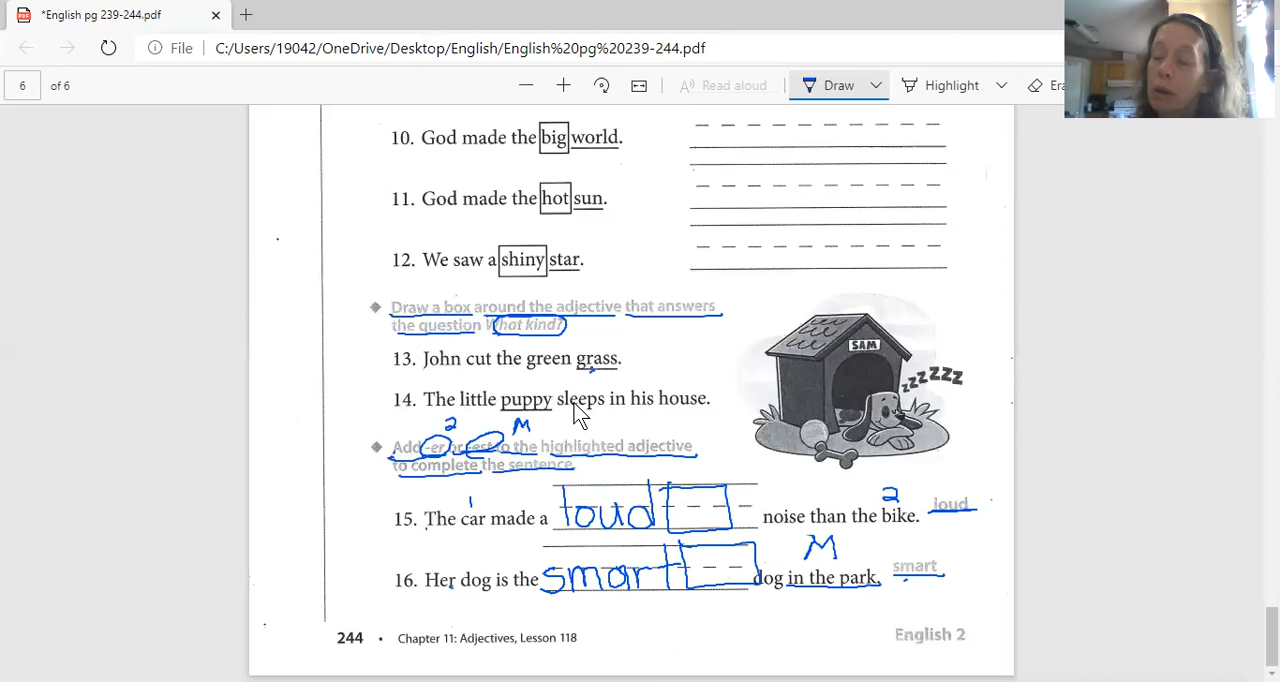 *English pg 239-244.pdf
File
C:/Users/19042/OneDrive/Desktop/English/English%20pg%20239-244.pdf
6 of 6
Read aloud
Draw
Highlight
10. God made the big world.
11. God made the hot sun.
12. We saw a shiny star.
Draw a box around the adjective that answers
the question What kind?
13. John cut the green grass.
14. The little puppy sleeps in his house.
SAM
zzZZZZZ
2 M
Add -er or -est to the highlighted adjective
to complete the sentence.
1 2
15. The car made a loud noise than the bike. loud
M
16. Her dog is the smart dog in the park. smart
244 • Chapter 11: Adjectives, Lesson 118
English 2